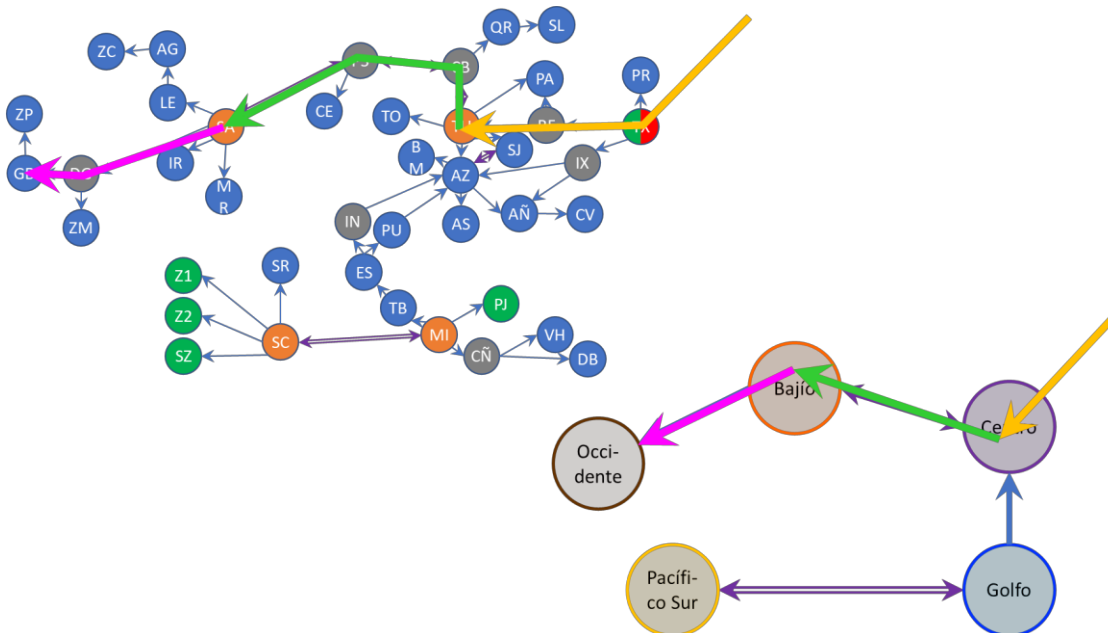 QR
SL
ZC
AG
PA
PR
CE
LE
ZP
TO
B
M
SJ
IX
IR
AZ
M
R
ZM
IN
PU
AS
AÑ
CV
ES
Z1
SR
TB
PJ
Z2
SC
MI
VH
SZ
CÑ
DB
Bajío
Occi-
dente
Pacífi-
co Sur
Golfo